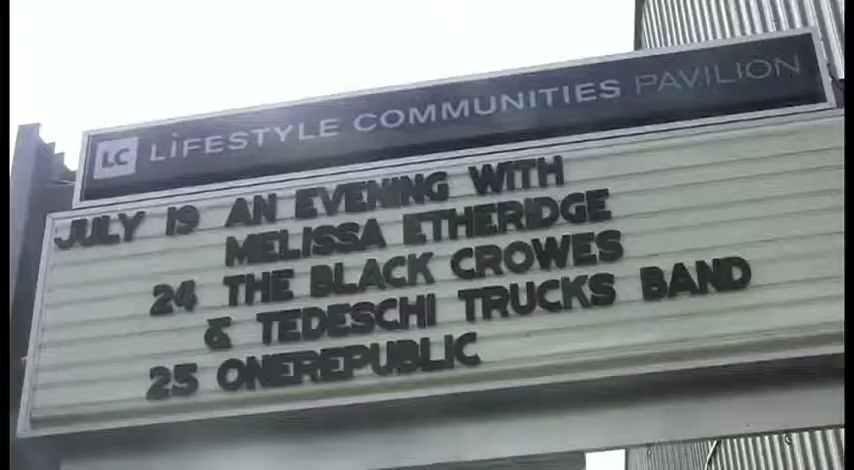 LC LiFESTYLE COMMUNITIES PAVILION
JULY 19 AN EVENING WITH
MELISSA ETHERIDGE
24 THE BLACK CROWES
& TEDESCHI TRUCKS BAND
25 ONEREPUBLIC